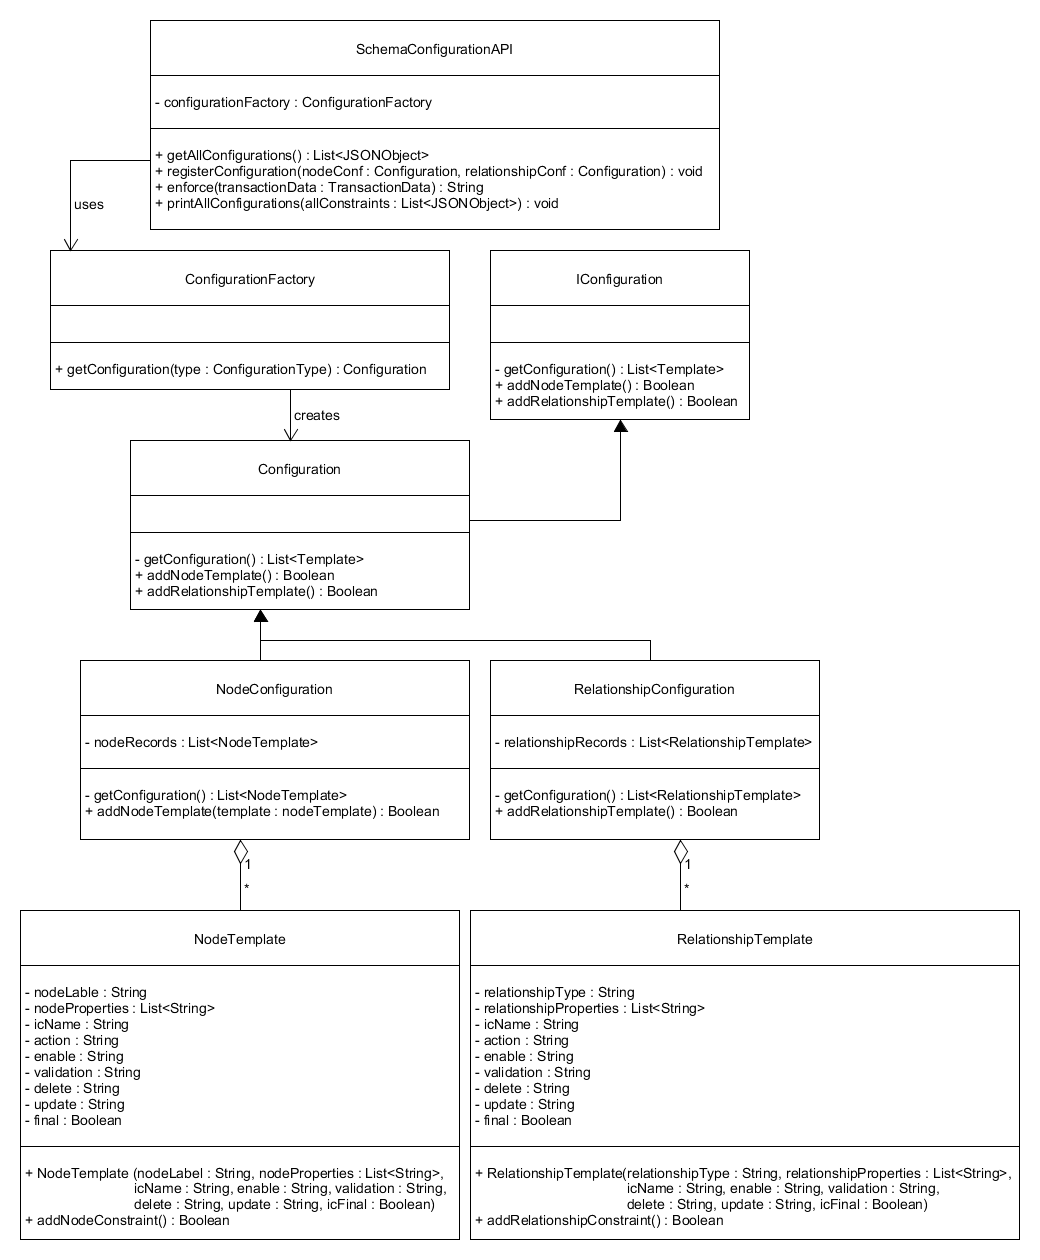 SchemaConfigurationAPI
- configurationFactory : ConfigurationFactory
+ getAllConfigurations() : List<JSONObject>
+ registerConfiguration(nodeConf : Configuration, relationshipConf : Configuration) : void
+ enforce(transactionData : TransactionData) : String
+ printAllConfigurations(allConstraints : List<JSONObject>) : void
uses
ConfigurationFactory
+ getConfiguration(type : ConfigurationType) : Configuration
IConfiguration
- getConfiguration() : List<Template>
+ addNodeTemplate() : Boolean
+ addRelationshipTemplate() : Boolean
creates
Configuration
- getConfiguration() : List<Template>
+ addNodeTemplate() : Boolean
+ addRelationshipTemplate() : Boolean
NodeConfiguration
- nodeRecords : List<NodeTemplate>
- getConfiguration() : List<NodeTemplate>
+ addNodeTemplate(template : nodeTemplate) : Boolean
RelationshipConfiguration
- relationshipRecords : List<RelationshipTemplate>
- getConfiguration() : List<RelationshipTemplate>
+ addRelationshipTemplate() : Boolean
1
*
1
*
NodeTemplate
- nodeLable : String
- nodeProperties : List<String>
- icName : String
- action : String
- enable : String
- validation : String
- delete : String
- update : String
- final : Boolean
+ NodeTemplate (nodeLabel : String, nodeProperties : List<String>,
icName : String, enable : String, validation : String,
delete : String, update : String, icFinal : Boolean)
+ addNodeConstraint() : Boolean
RelationshipTemplate
- relationshipType : String
- relationshipProperties : List<String>
- icName : String
- action : String
- enable : String
- validation : String
- delete : String
- update : String
- final : Boolean
+ RelationshipTemplate(relationshipType : String, relationshipProperties : List<String>,
icName : String, enable : String, validation : String,
delete : String, update : String, icFinal : Boolean)
+ addRelationshipConstraint() : Boolean